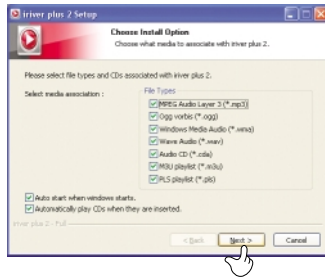 iriver plus 2 Setup
Choose Install Option
Choose what media to associate with iriver plus 2.
Please select file types and CDs associated with iriver plus 2.
Select media association :
File Types
MPEG Audio Layer 3 (*.mp3)
Ogg vorbis (*.ogg)
Windows Media Audio (*.wma)
Wave Audio (*.wav)
Audio CD (*.cda)
M3U playlist (*.m3u)
PLS playlist (*.pls)
Auto start when windows starts.
Automatically play CDs when they are inserted.
iriver plus 2 - Full
< Back
Next >
Cancel